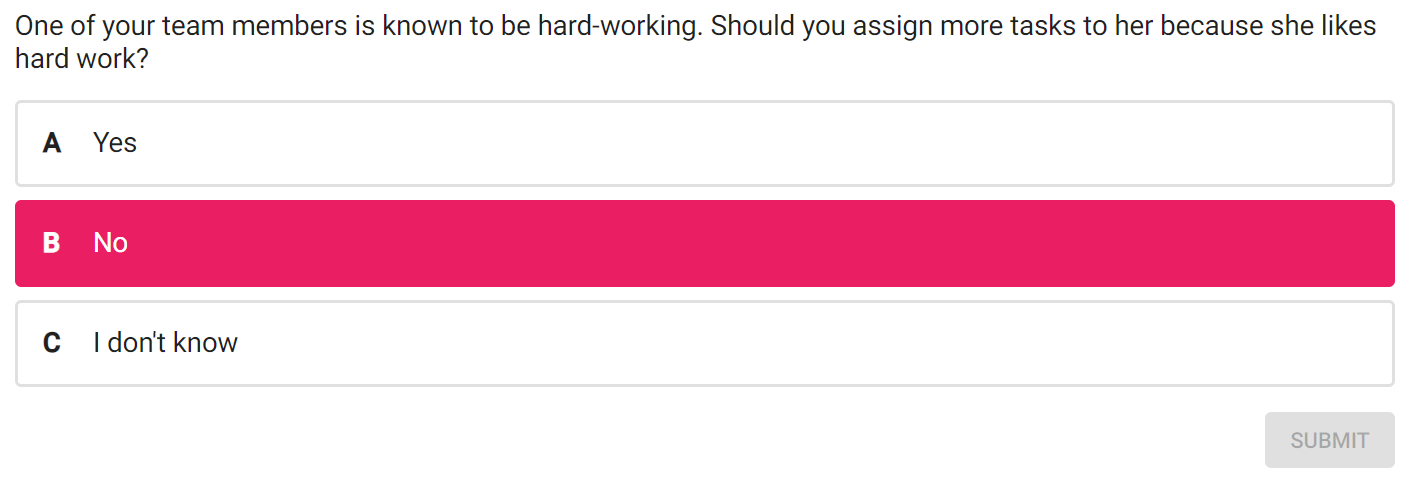 One of your team members is known to be hard-working. Should you assign more tasks to her because she likes
hard work?
A Yes
B No
C I don't know
SUBMIT